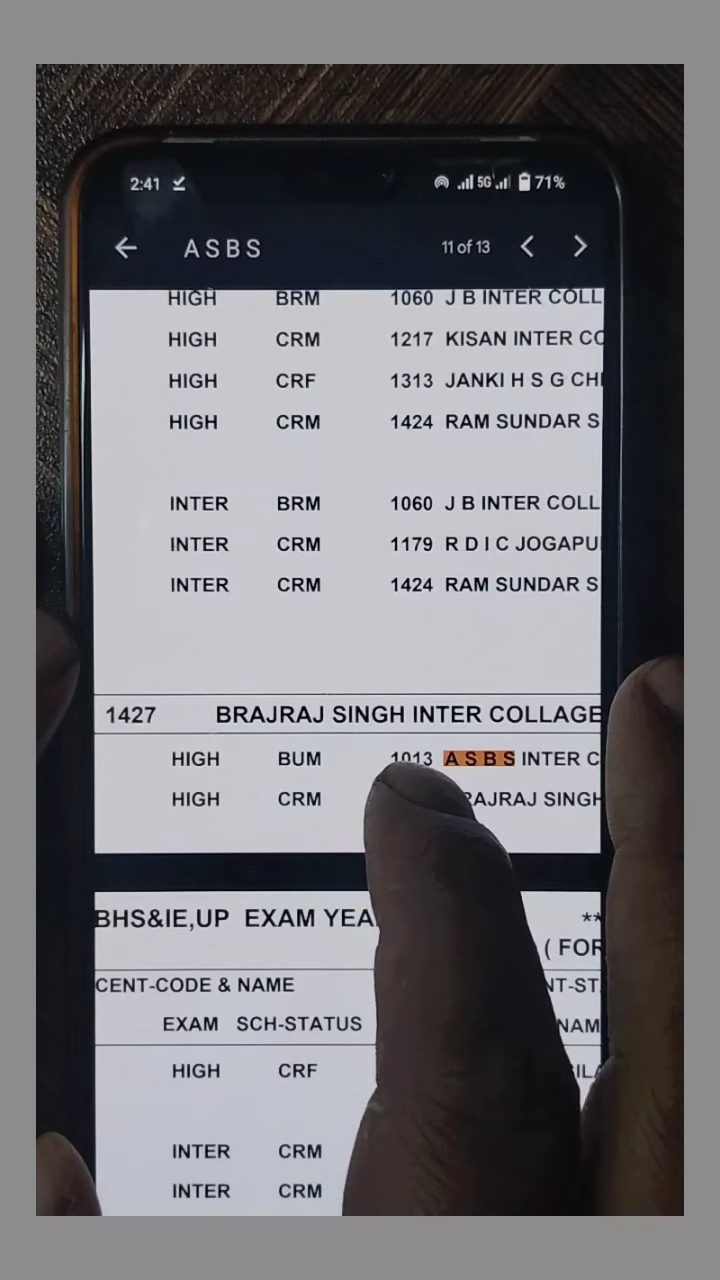 2:41 5G 71%
A S B S 11 of 13
HIGH BRM 1060 J B INTER COLL
HIGH CRM 1217 KISAN INTER CO
HIGH CRF 1313 JANKI H S G CH
HIGH CRM 1424 RAM SUNDAR S
INTER BRM 1060 J B INTER COLL
INTER CRM 1179 R D I C JOGAPU
INTER CRM 1424 RAM SUNDAR S
1427 BRAJRAJ SINGH INTER COLLAGE
HIGH BUM 1013 A S B S INTER C
HIGH CRM RAJRAJ SINGH
BHS&IE,UP EXAM YEA **
( FOR
CENT-CODE & NAME NT-ST
EXAM SCH-STATUS NAM
HIGH CRF
INTER CRM
INTER CRM